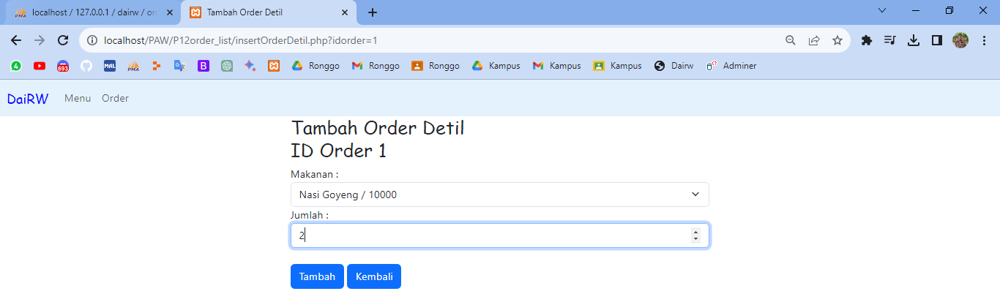 PMA localhost / 127.0.0.1 / dairw / or
Tambah Order Detil
localhost/PAW/P12order_list/insertOrderDetil.php?idorder=1
4 693 MAL PMA G B Ronggo Ronggo Ronggo Kampus Kampus Kampus Dairw Adminer
DaiRW Menu Order
Tambah Order Detil
ID Order 1
Makanan :
Nasi Goyeng / 10000
Jumlah :
2
Tambah Kembali